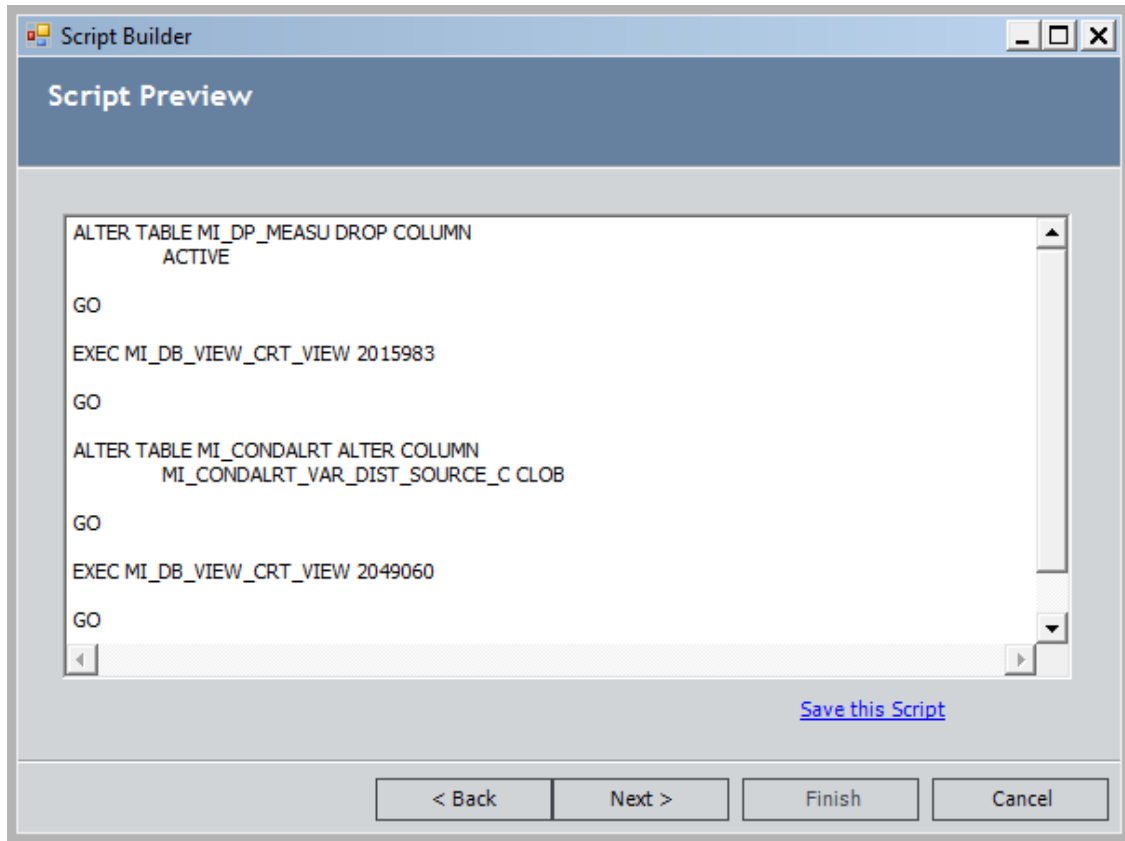 Script Builder
Script Preview
ALTER TABLE MI_DP_MEASU DROP COLUMN
ACTIVE
GO
EXEC MI_DB_VIEW_CRT_VIEW 2015983
GO
ALTER TABLE MI_CONDALRT ALTER COLUMN
MI_CONDALRT_VAR_DIST_SOURCE_C CLOB
GO
EXEC MI_DB_VIEW_CRT_VIEW 2049060
GO
Save this Script
< Back Next > Finish Cancel